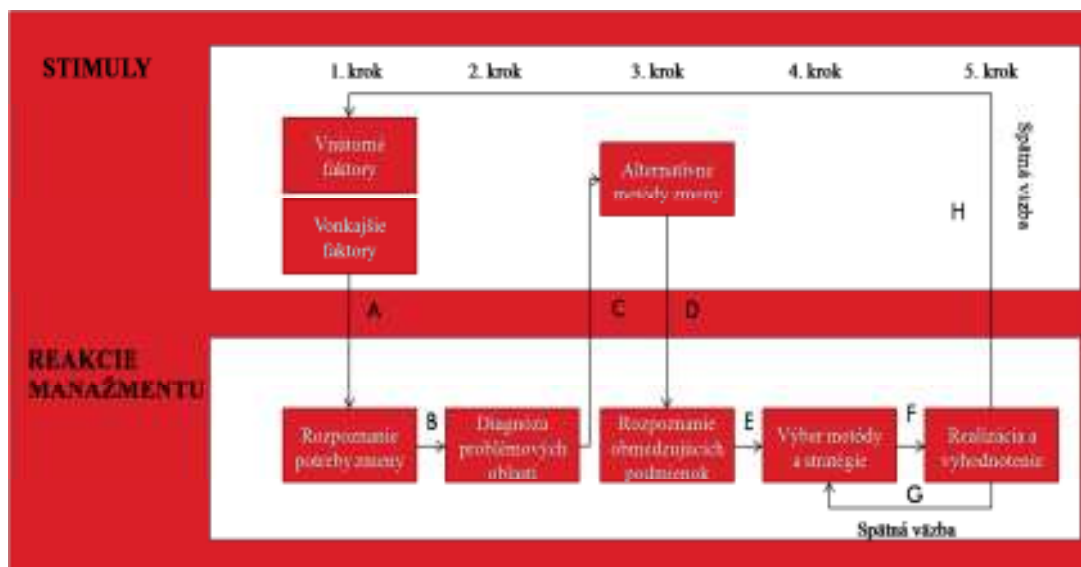 STIMULY
1. krok
2. krok
3. krok
4. krok
5. krok
Vnútorné
faktory
Vonkajšie
faktory
Alternatívne
metódy zmeny
Spätná väzba
H
A
C
D
REAKCIE
MANAŽMENTU
Rozpoznanie
potreby zmeny
B
Diagnóza
problémových
oblastí
Rozpoznanie
obmedzujúcich
podmienok
E
Výber metódy
a stratégie
F
Realizácia a
vyhodnotenie
G
Spätná väzba